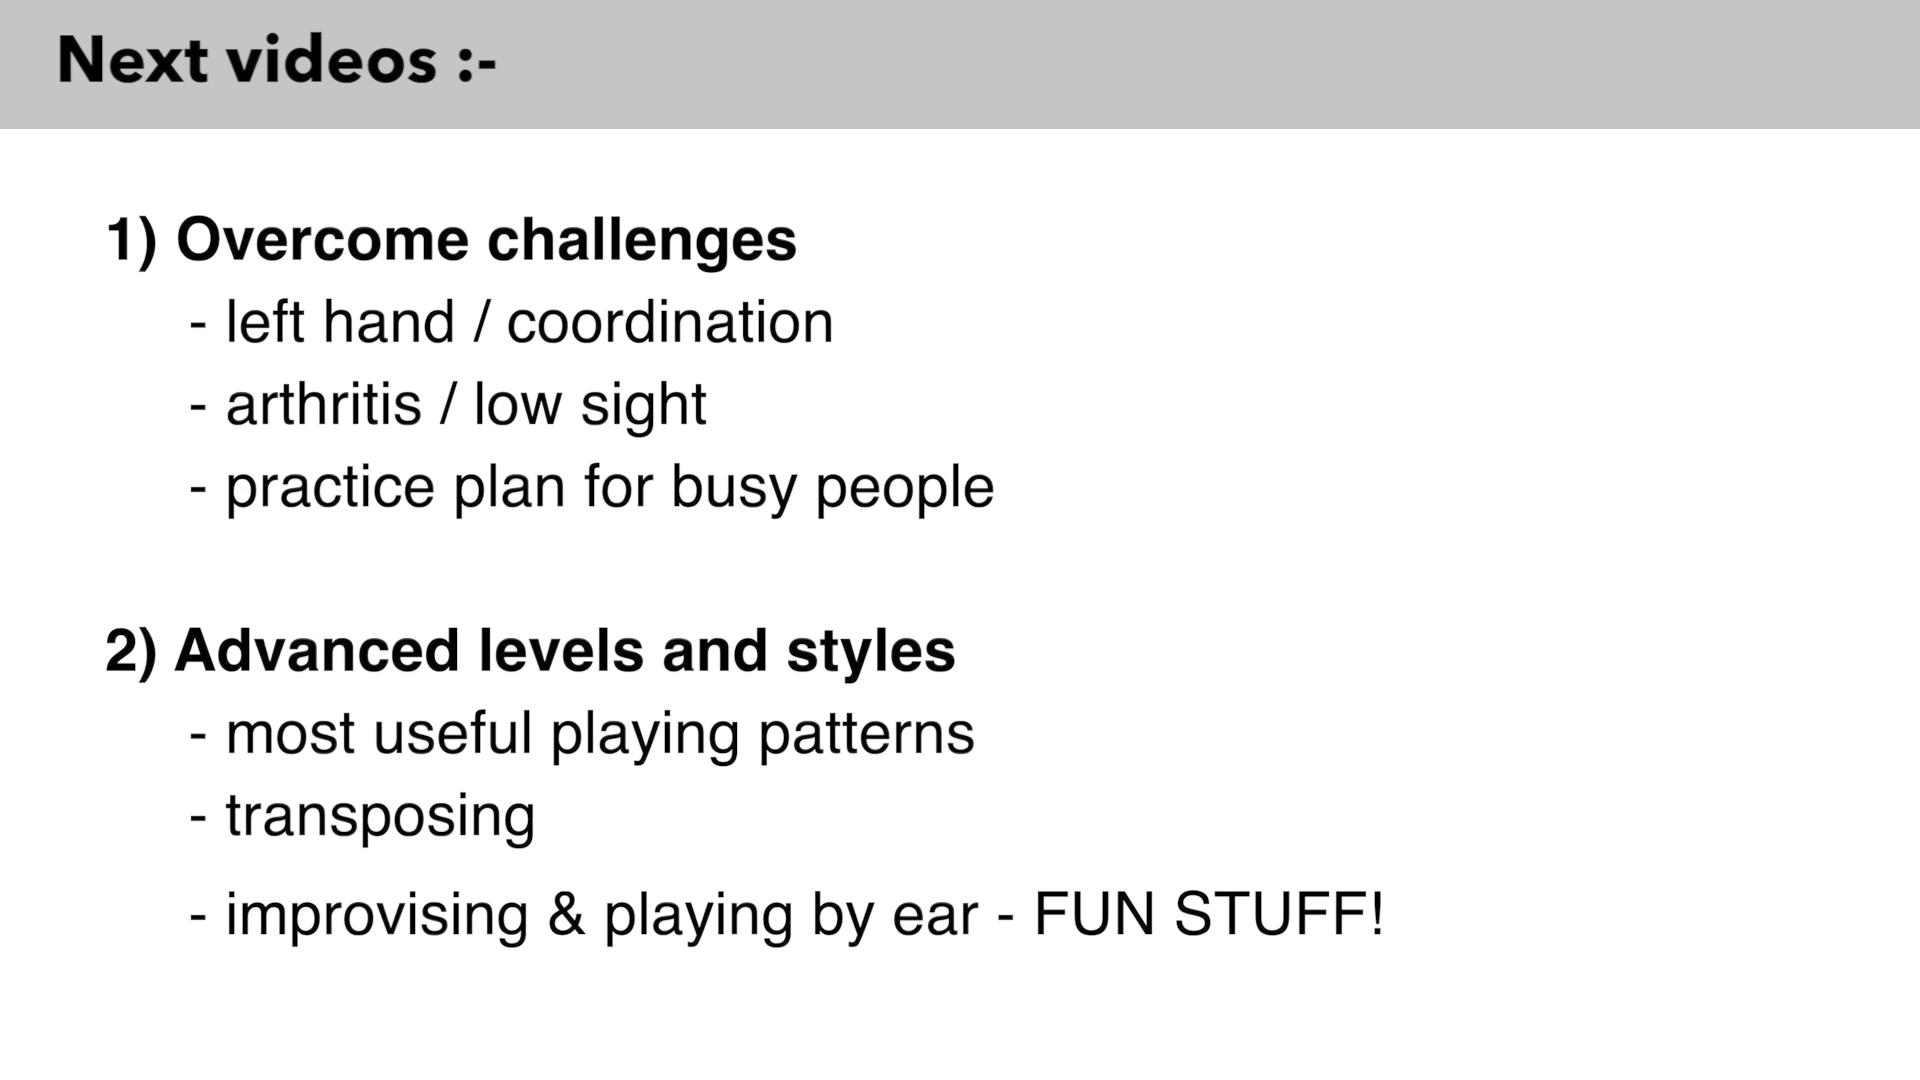 Next videos :-
1) Overcome challenges
- left hand / coordination
- arthritis / low sight
- practice plan for busy people
2) Advanced levels and styles
- most useful playing patterns
- transposing
- improvising & playing by ear - FUN STUFF!